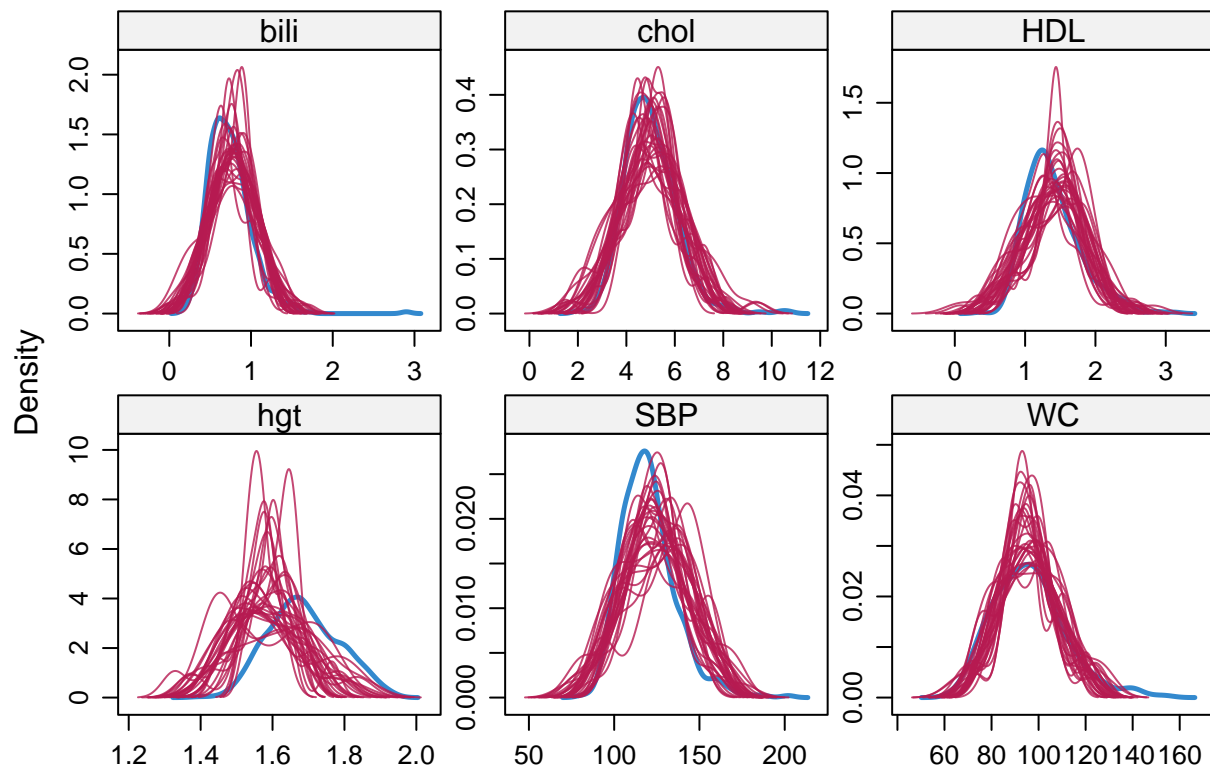 bili chol HDL
0.0 0.5 1.0 1.5 2.0
0.0 0.1 0.2 0.3 0.4
0.0 0.5 1.0 1.5
0 1 2 3
0 2 4 6 8 10 12
0 1 2 3
Density
hgt SBP WC
0 2 4 6 8 10
0.000 0.010 0.020
0.00 0.02 0.04
1.2 1.4 1.6 1.8 2.0
50 100 150 200
60 80 100 120 140 160